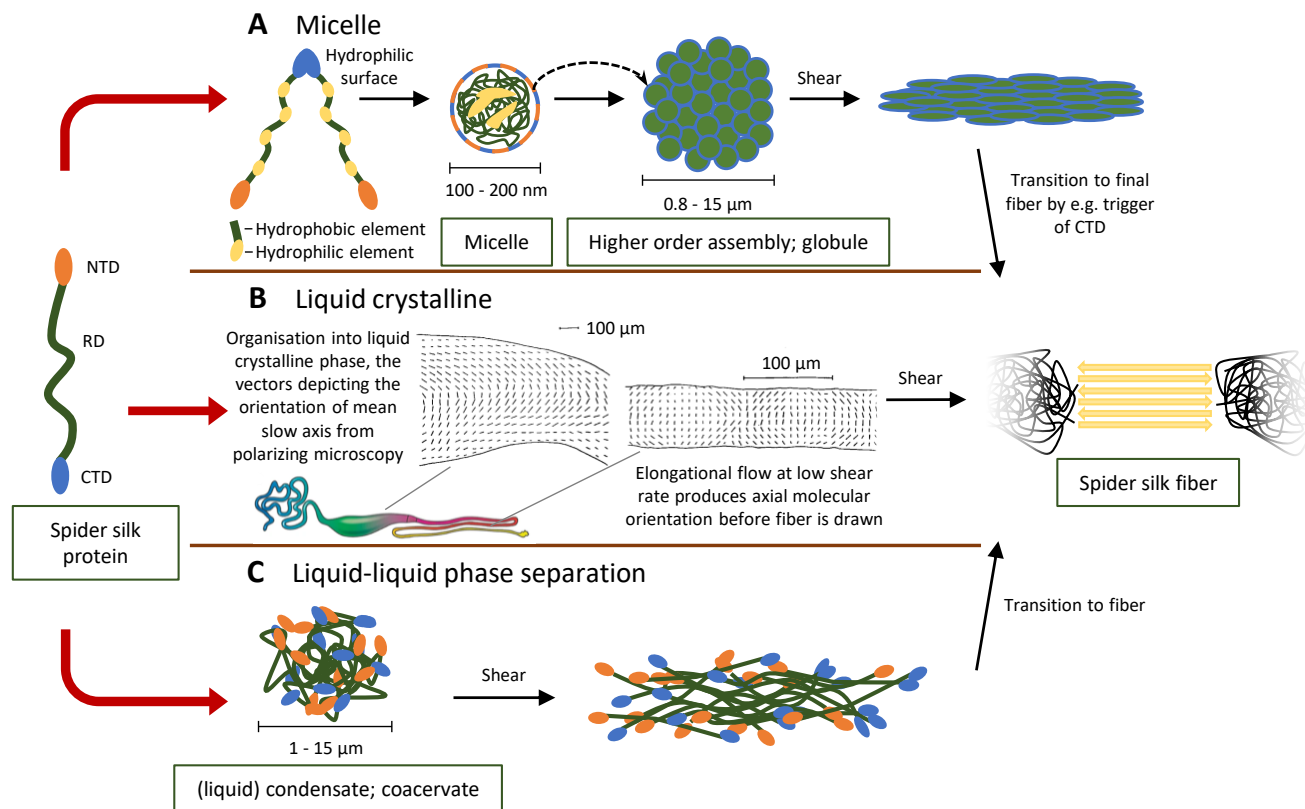 A Micelle
Hydrophilic
surface
Shear
100 - 200 nm
0.8 - 15 µm
Hydrophobic element
Hydrophilic element
Micelle
Higher order assembly; globule
Transition to final
fiber by e.g. trigger
of CTD
NTD
RD
CTD
Spider silk
protein
B Liquid crystalline
Organisation into liquid
crystalline phase, the
vectors depicting the
orientation of mean
slow axis from
polarizing microscopy
100 µm
100 µm
Elongational flow at low shear
rate produces axial molecular
orientation before fiber is drawn
Shear
Spider silk fiber
C Liquid-liquid phase separation
Shear
1 - 15 µm
(liquid) condensate; coacervate
Transition to fiber